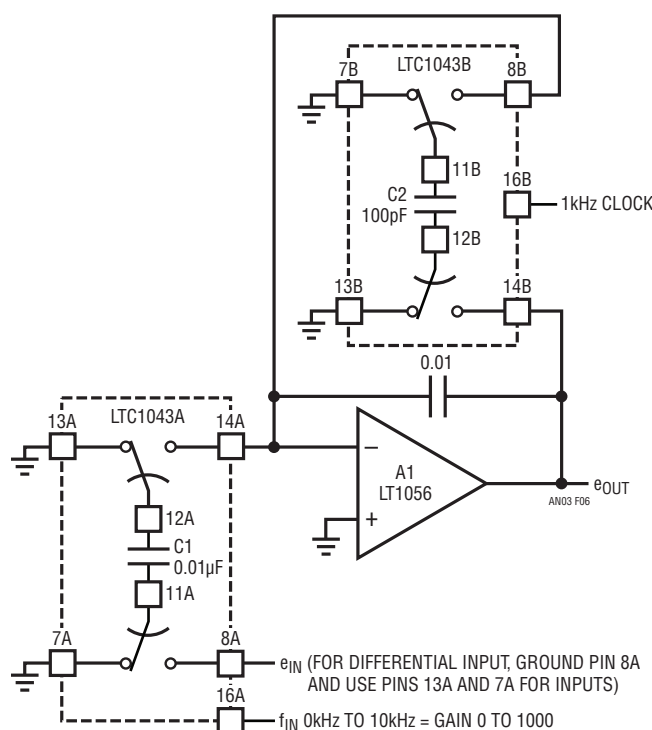 7B
LTC1043B
8B
11B
C2
100pF
16B
1kHz CLOCK
12B
13B
14B
0.01
13A
LTC1043A
14A
−
A1
LT1056
+
eOUT
AN03 F06
12A
C1
0.01µF
11A
7A
8A
eIN (FOR DIFFERENTIAL INPUT, GROUND PIN 8A
AND USE PINS 13A AND 7A FOR INPUTS)
16A
fIN 0kHz TO 10kHz = GAIN 0 TO 1000